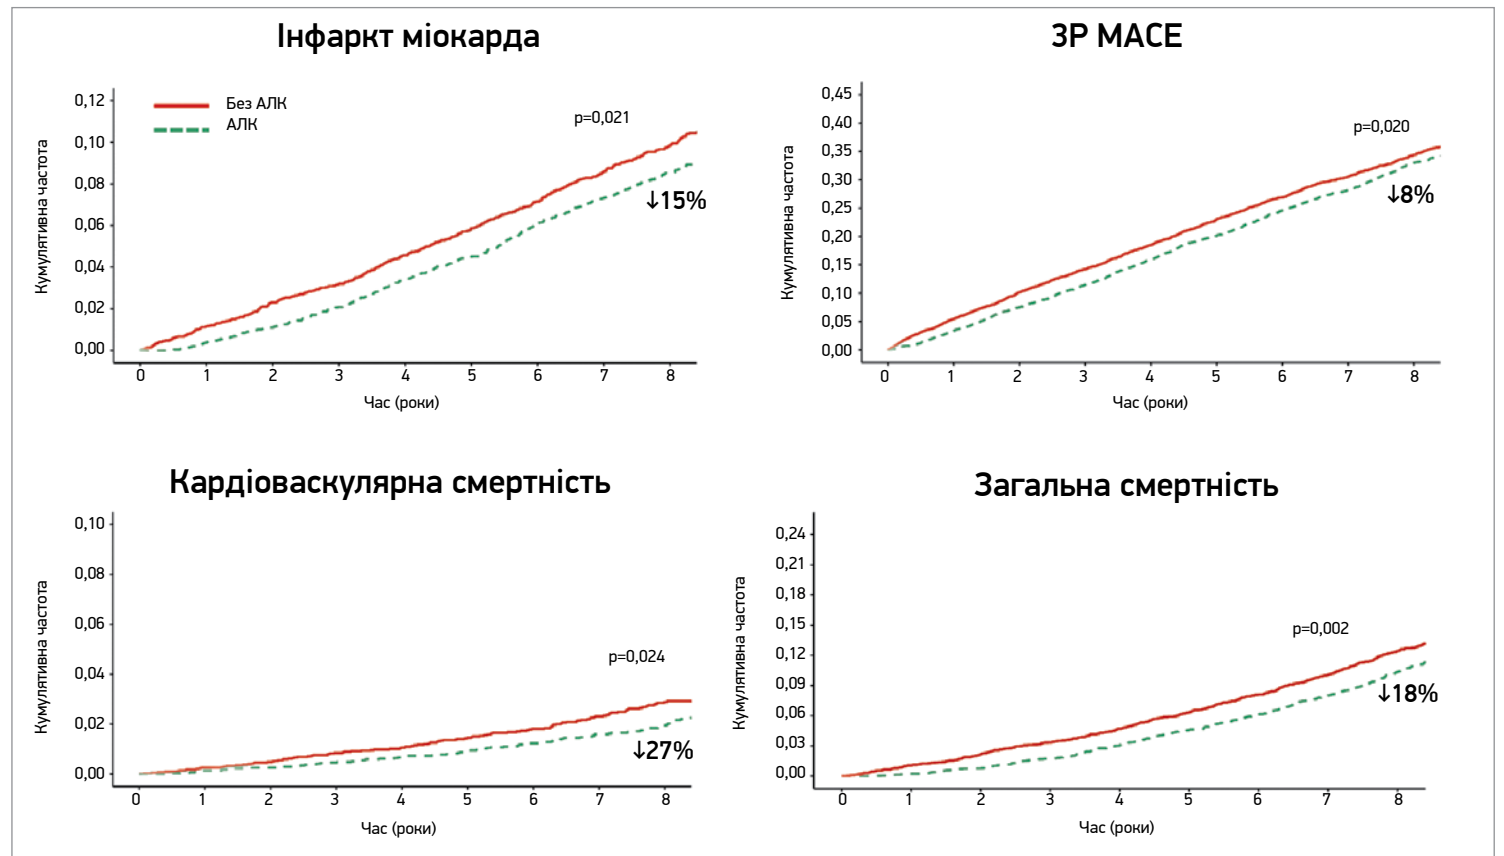 Інфаркт міокарда
Кумулятивна частота
0,12
0,10
0,08
0,06
0,04
0,02
0,00
Без АЛК
АЛК
p=0,021
↓15%
0 1 2 3 4 5 6 7 8
Час (роки)
3P MACE
Кумулятивна частота
0,45
0,40
0,35
0,30
0,25
0,20
0,15
0,10
0,05
0,00
p=0,020
↓8%
0 1 2 3 4 5 6 7 8
Час (роки)
Кардіоваскулярна смертність
Кумулятивна частота
0,10
0,08
0,06
0,04
0,02
0,00
p=0,024
↓27%
0 1 2 3 4 5 6 7 8
Час (роки)
Загальна смертність
Кумулятивна частота
0,24
0,21
0,18
0,15
0,12
0,09
0,06
0,03
0,00
p=0,002
↓18%
0 1 2 3 4 5 6 7 8
Час (роки)